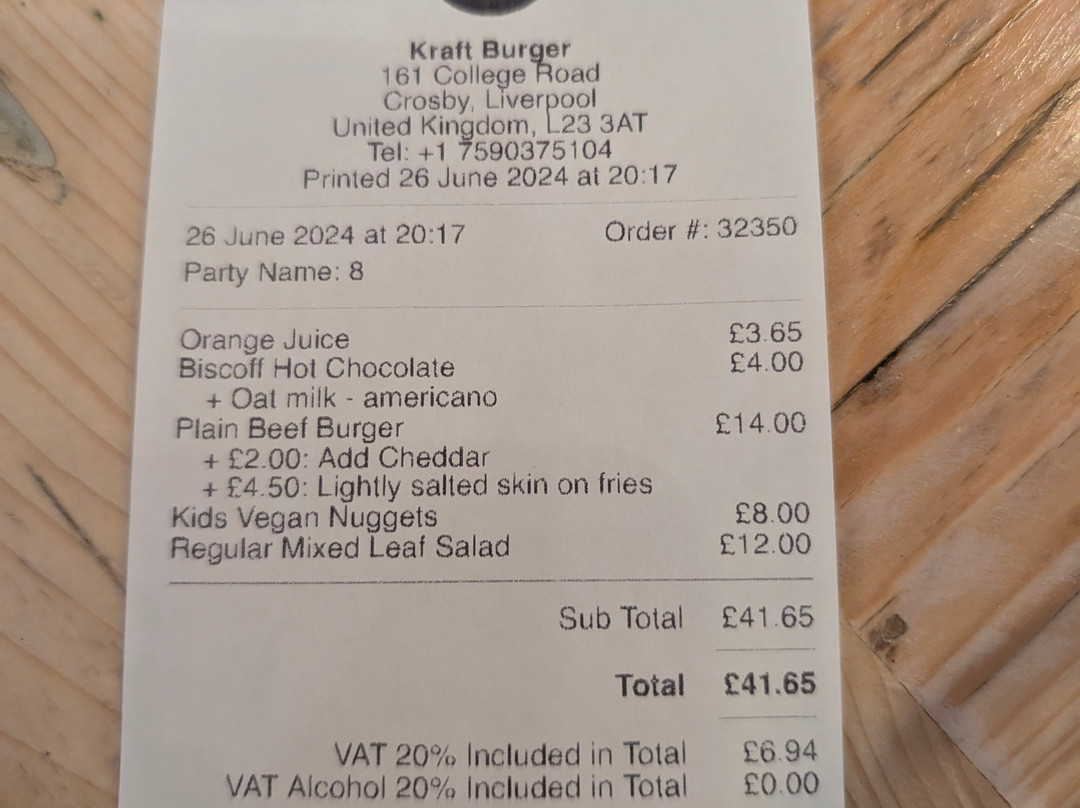 Kraft Burger
161 College Road
Crosby, Liverpool
United Kingdom, L23 3AT
Tel: +1 7590375104
Printed 26 June 2024 at 20:17
26 June 2024 at 20:17 Order #: 32350
Party Name: 8
Orange Juice £3.65
Biscoff Hot Chocolate £4.00
+ Oat milk - americano
Plain Beef Burger £14.00
+ £2.00: Add Cheddar
+ £4.50: Lightly salted skin on fries
Kids Vegan Nuggets £8.00
Regular Mixed Leaf Salad £12.00
Sub Total £41.65
Total £41.65
VAT 20% Included in Total £6.94
VAT Alcohol 20% Included in Total £0.00